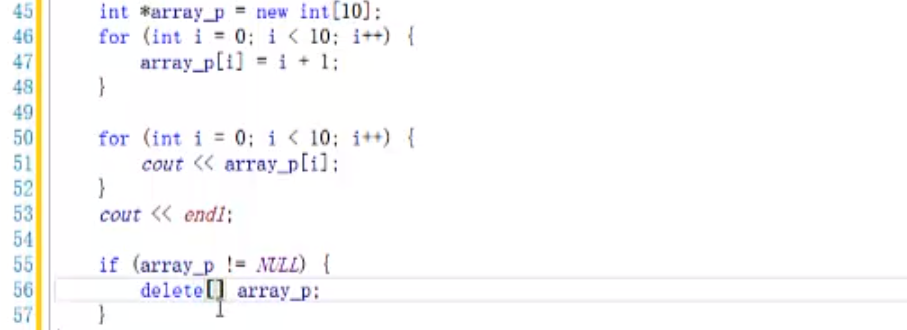 45 int *array_p = new int[10];
46 for (int i = 0; i < 10; i++) {
47 array_p[i] = i + 1;
48 }
49
50 for (int i = 0; i < 10; i++) {
51 cout << array_p[i];
52 }
53 cout << endl;
54
55 if (array_p != NULL) {
56 delete[] array_p;
57 }